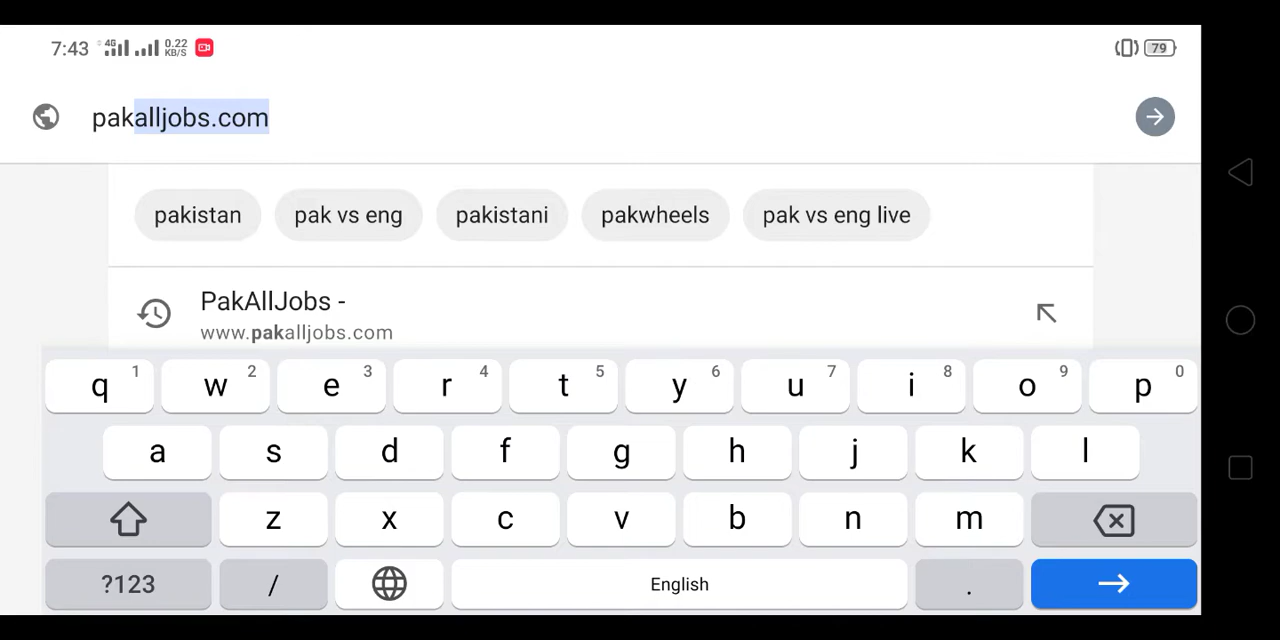 7:43 4G 0.22 KB/S 79
pakalljobs.com
pakistan pak vs eng pakistani pakwheels pak vs eng live
PakAllJobs -
www.pakalljobs.com
q 1 w 2 e 3 r 4 t 5 y 6 u 7 i 8 o 9 p 0
a s d f g h j k l
z x c v b n m
?123 / English .